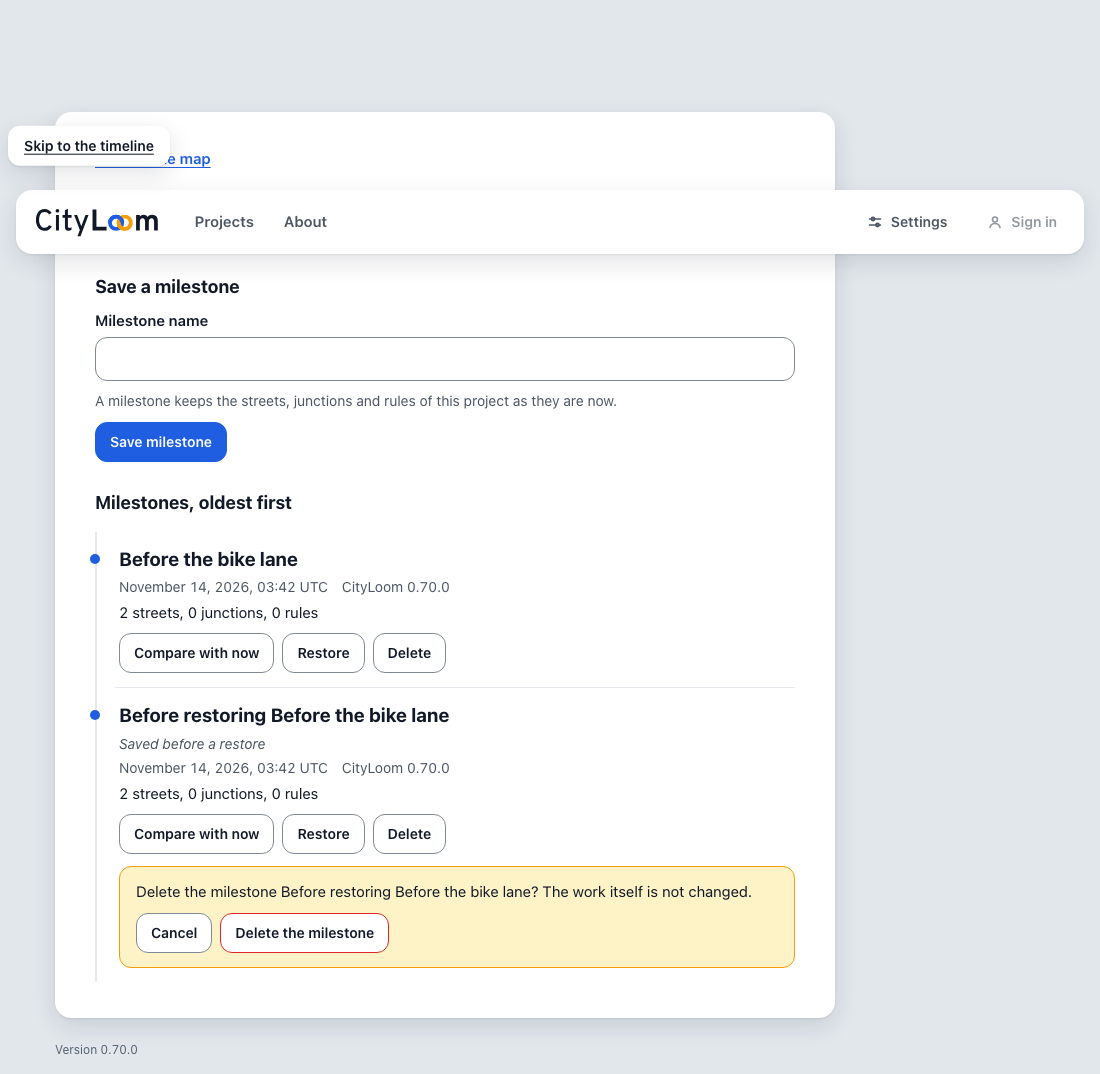 Skip to the timeline
map
CityLoom
Projects
About
Settings
Sign in
Save a milestone
Milestone name
A milestone keeps the streets, junctions and rules of this project as they are now.
Save milestone
Milestones, oldest first
Before the bike lane
November 14, 2026, 03:42 UTC CityLoom 0.70.0
2 streets, 0 junctions, 0 rules
Compare with now Restore Delete
Before restoring Before the bike lane
Saved before a restore
November 14, 2026, 03:42 UTC CityLoom 0.70.0
2 streets, 0 junctions, 0 rules
Compare with now Restore Delete
Delete the milestone Before restoring Before the bike lane? The work itself is not changed.
Cancel Delete the milestone
Version 0.70.0